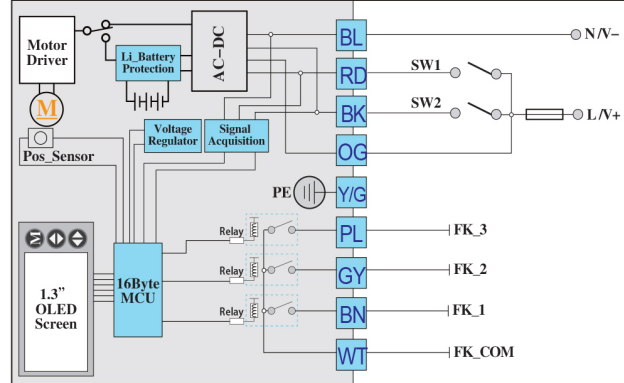 Motor
Driver
Li_Battery
Protection
AC-DC
BL
N/V-
RD
SW1
BK
SW2
L/V+
OG
M
Pos_Sensor
Voltage
Regulator
Signal
Acquisition
PE
Y/G
M
Relay
PL
FK_3
Relay
GY
FK_2
Relay
BN
FK_1
WT
FK_COM
16Byte
MCU
1.3”
OLED
Screen